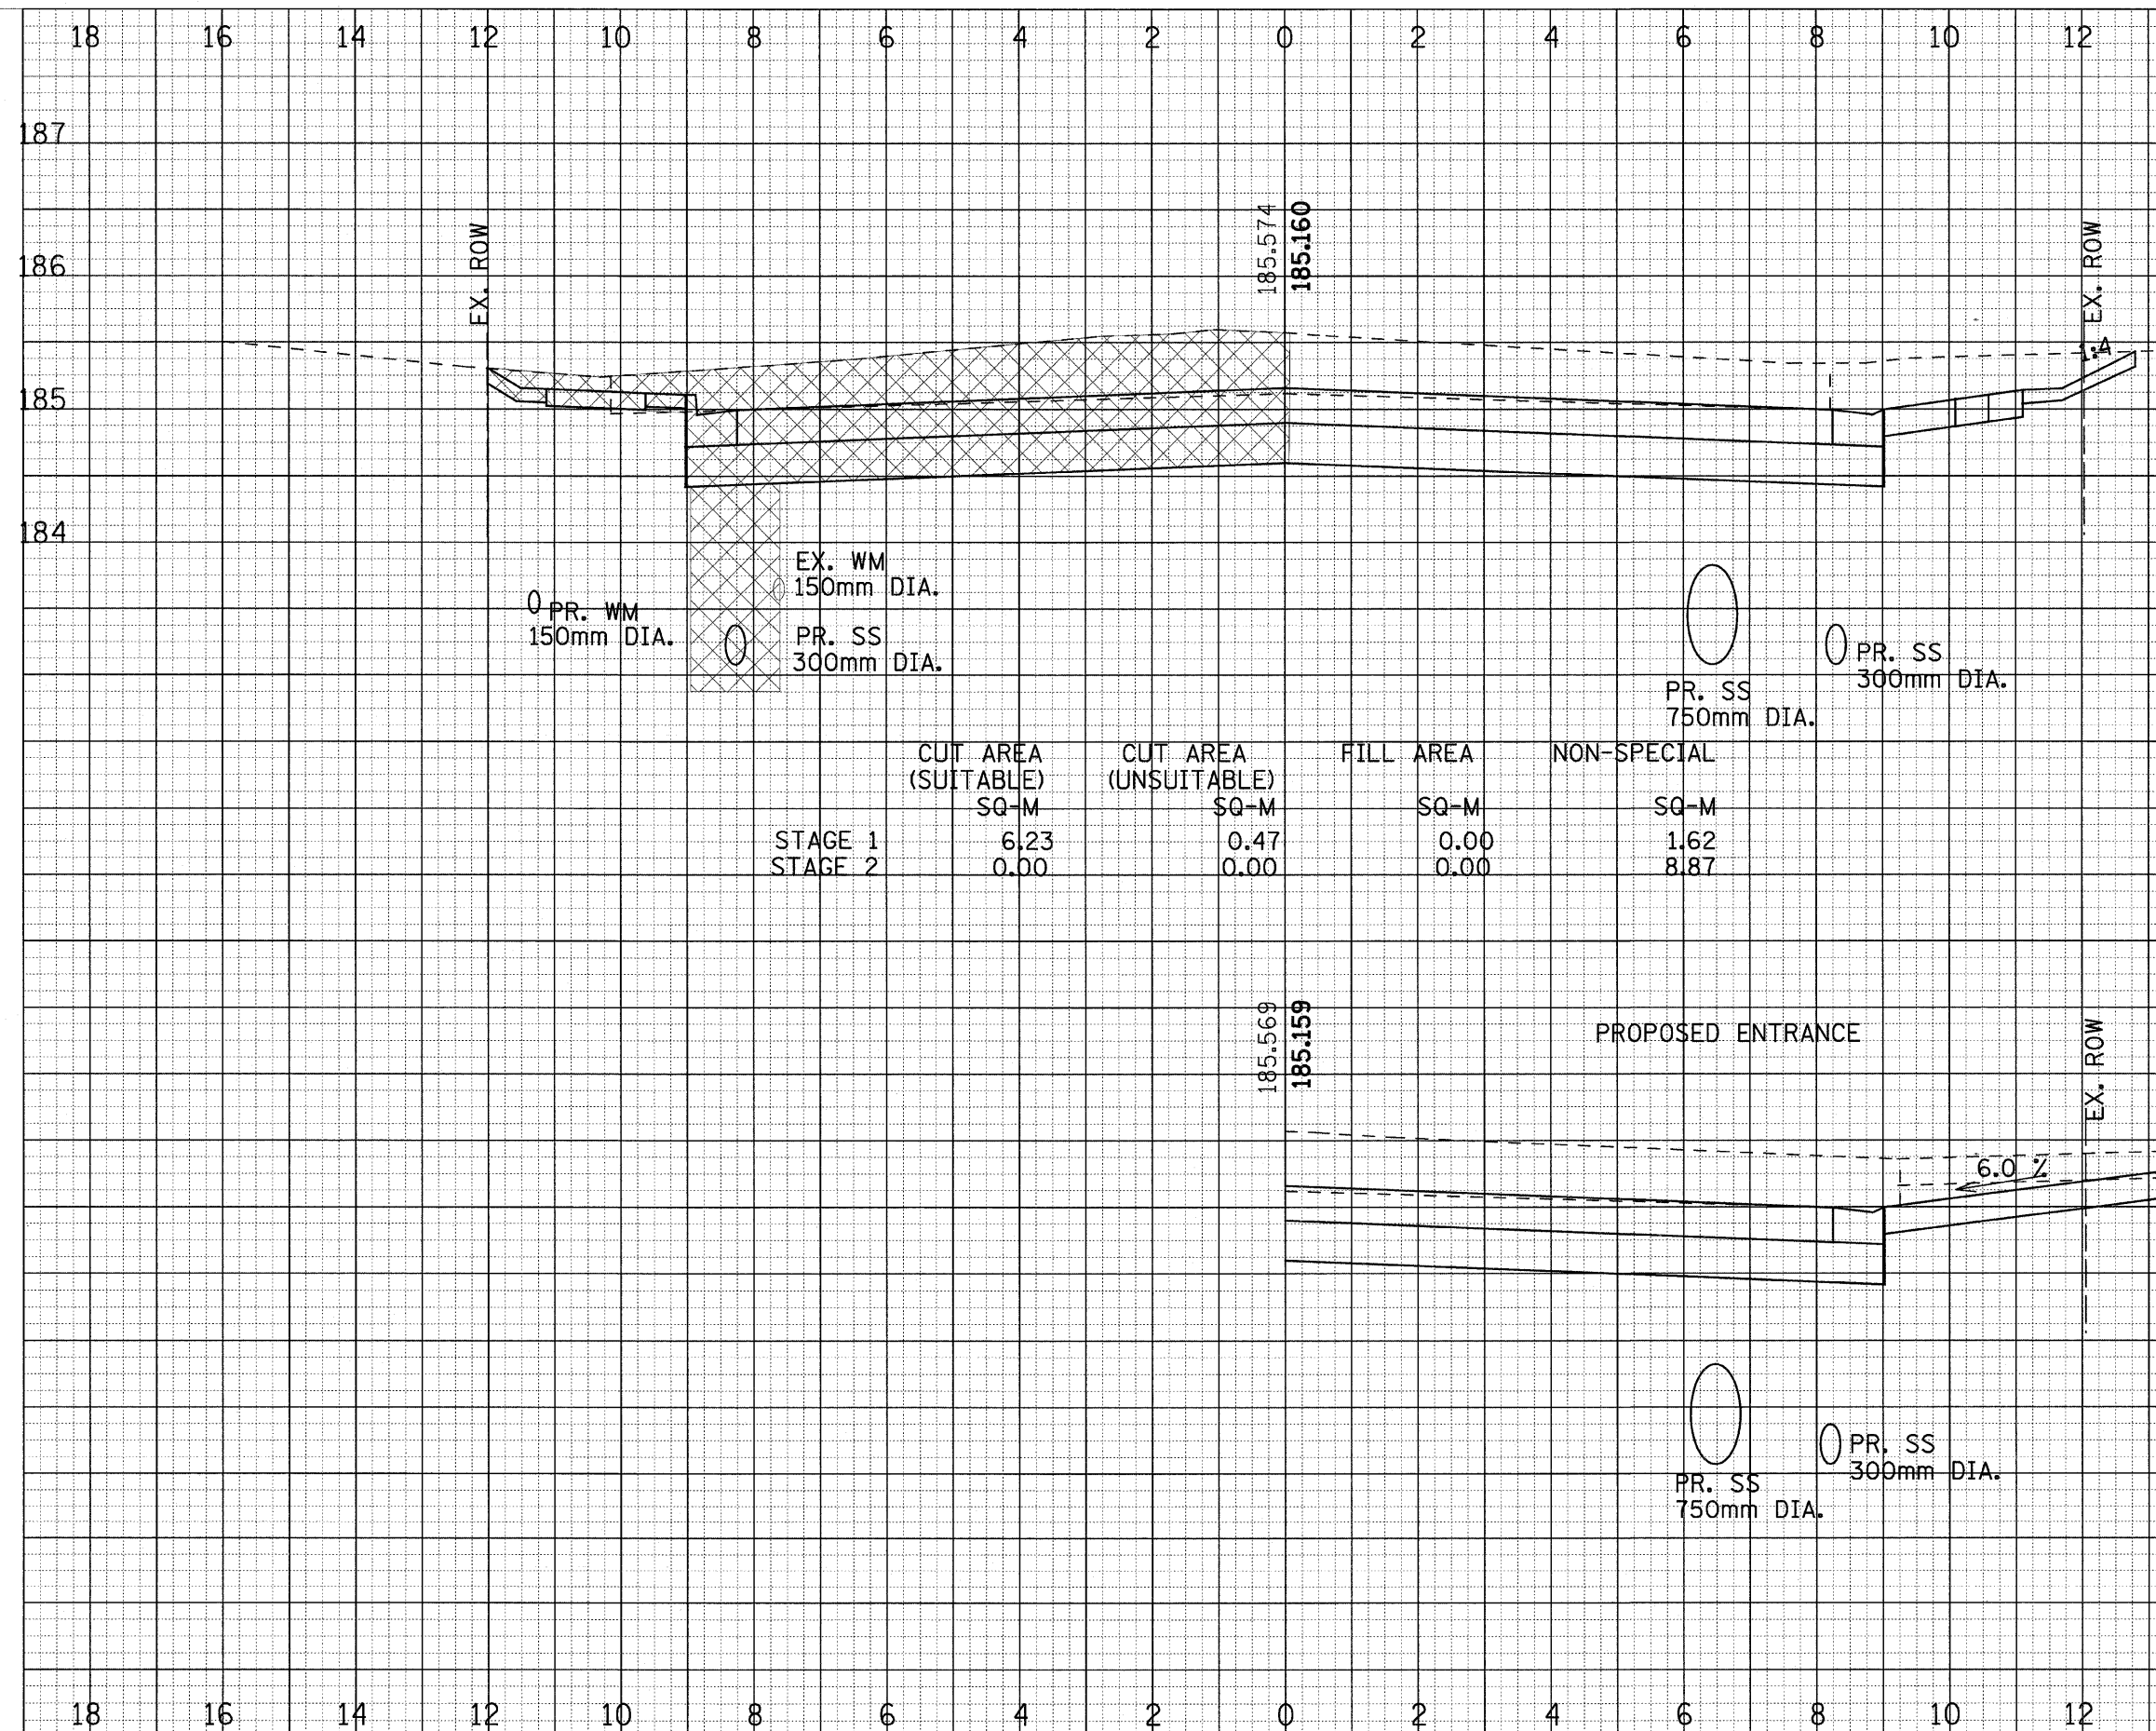 18 16 14 12 10 8 6 4 2 0 2 4 6 8 10 12
187
186
185
184
EX. ROW
185.574
185.160
EX. ROW
1:4
EX. WM
150mm DIA.
PR. WM
150mm DIA.
PR. SS
300mm DIA.
PR. SS
750mm DIA.
PR. SS
300mm DIA.
CUT AREA CUT AREA FILL AREA NON-SPECIAL
(SUITABLE) (UNSUITABLE)
SQ-M SQ-M SQ-M SQ-M
STAGE 1 6.23 0.47 0.00 1.62
STAGE 2 0.00 0.00 0.00 8.87
185.569
185.159
PROPOSED ENTRANCE
EX. ROW
6.0 %
PR. SS
300mm DIA.
PR. SS
750mm DIA.
18 16 14 12 10 8 6 4 2 0 2 4 6 8 10 12